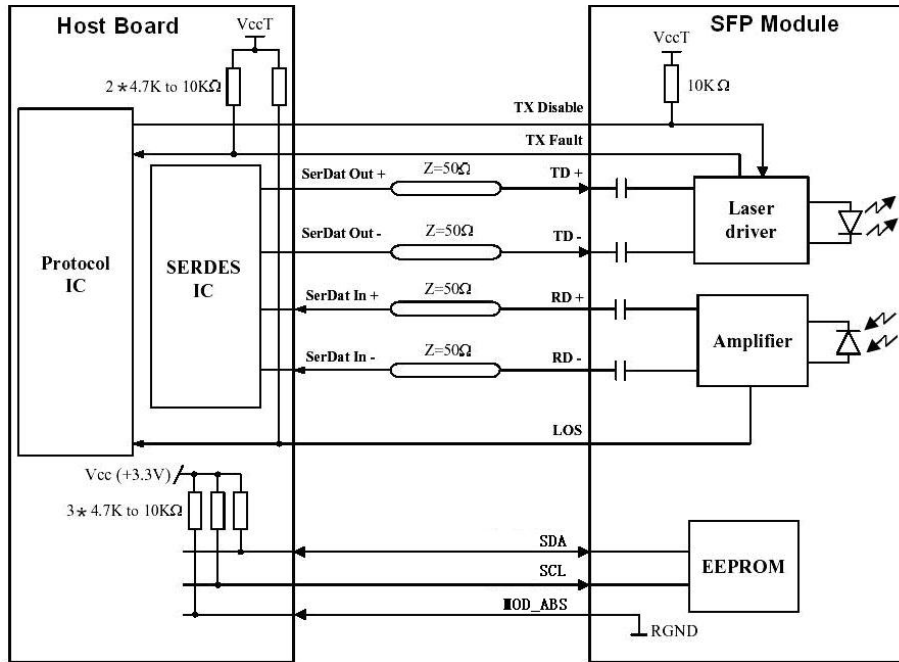 Host Board
SFP Module
VccT
VccT
2*4.7K to 10KΩ
10KΩ
TX Disable
TX Fault
SerDat Out +
Z=50Ω
TD +
SerDat Out -
Z=50Ω
TD -
Laser
driver
Protocol
IC
SERDES
IC
SerDat In +
Z=50Ω
RD +
SerDat In -
Z=50Ω
RD -
Amplifier
LOS
Vcc (+3.3V)
3*4.7K to 10KΩ
SDA
SCL
MOD_ABS
EEPROM
RGND